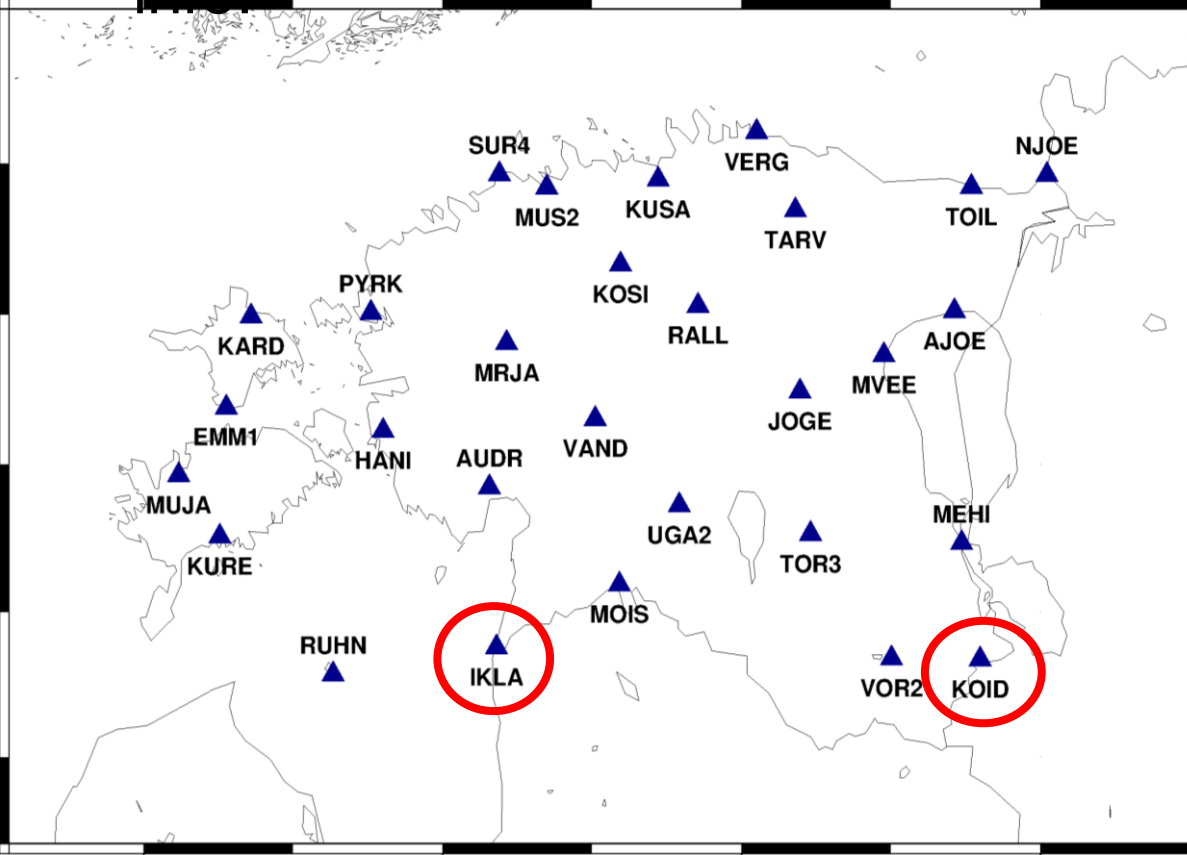 SUR4
VERG
NJOE
MUS2
KUSA
TOIL
TARV
PYRK
KOSI
KARD
RALL
AJOE
MRJA
MVEE
JOGE
EMM1
VAND
HANI
AUDR
MUJA
MEHI
UGA2
KURE
TOR3
MOIS
RUHN
IKLA
VOR2
KOID